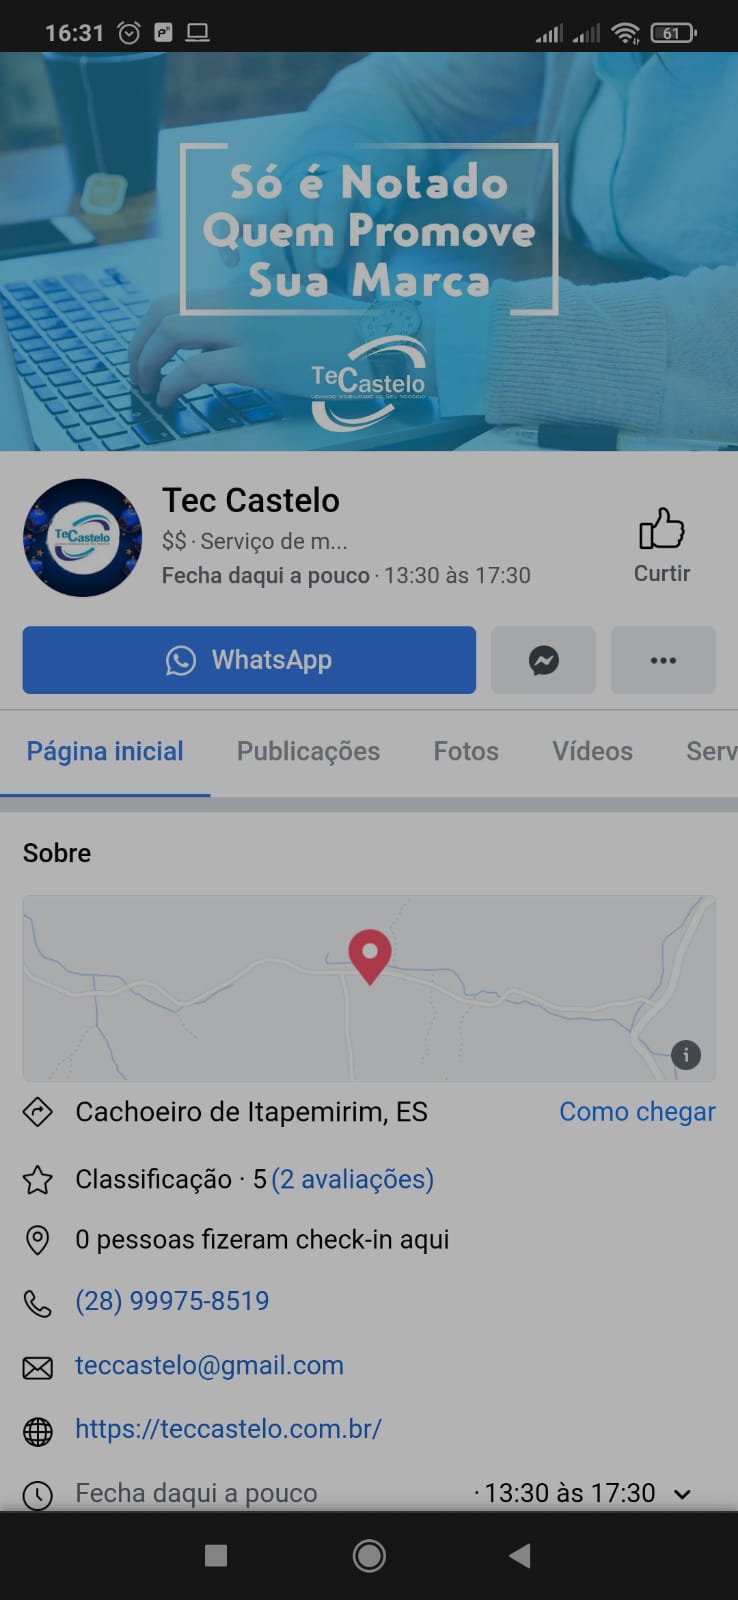 16:31
61
Só é Notado
Quem Promove
Sua Marca
TeCastelo
Tec Castelo
TeCastelo
$$ · Serviço de m...
Fecha daqui a pouco · 13:30 às 17:30
Curtir
WhatsApp
Página inicial Publicações Fotos Vídeos Serv
Sobre
Cachoeiro de Itapemirim, ES Como chegar
Classificação · 5 (2 avaliações)
0 pessoas fizeram check-in aqui
(28) 99975-8519
teccastelo@gmail.com
https://teccastelo.com.br/
Fecha daqui a pouco · 13:30 às 17:30